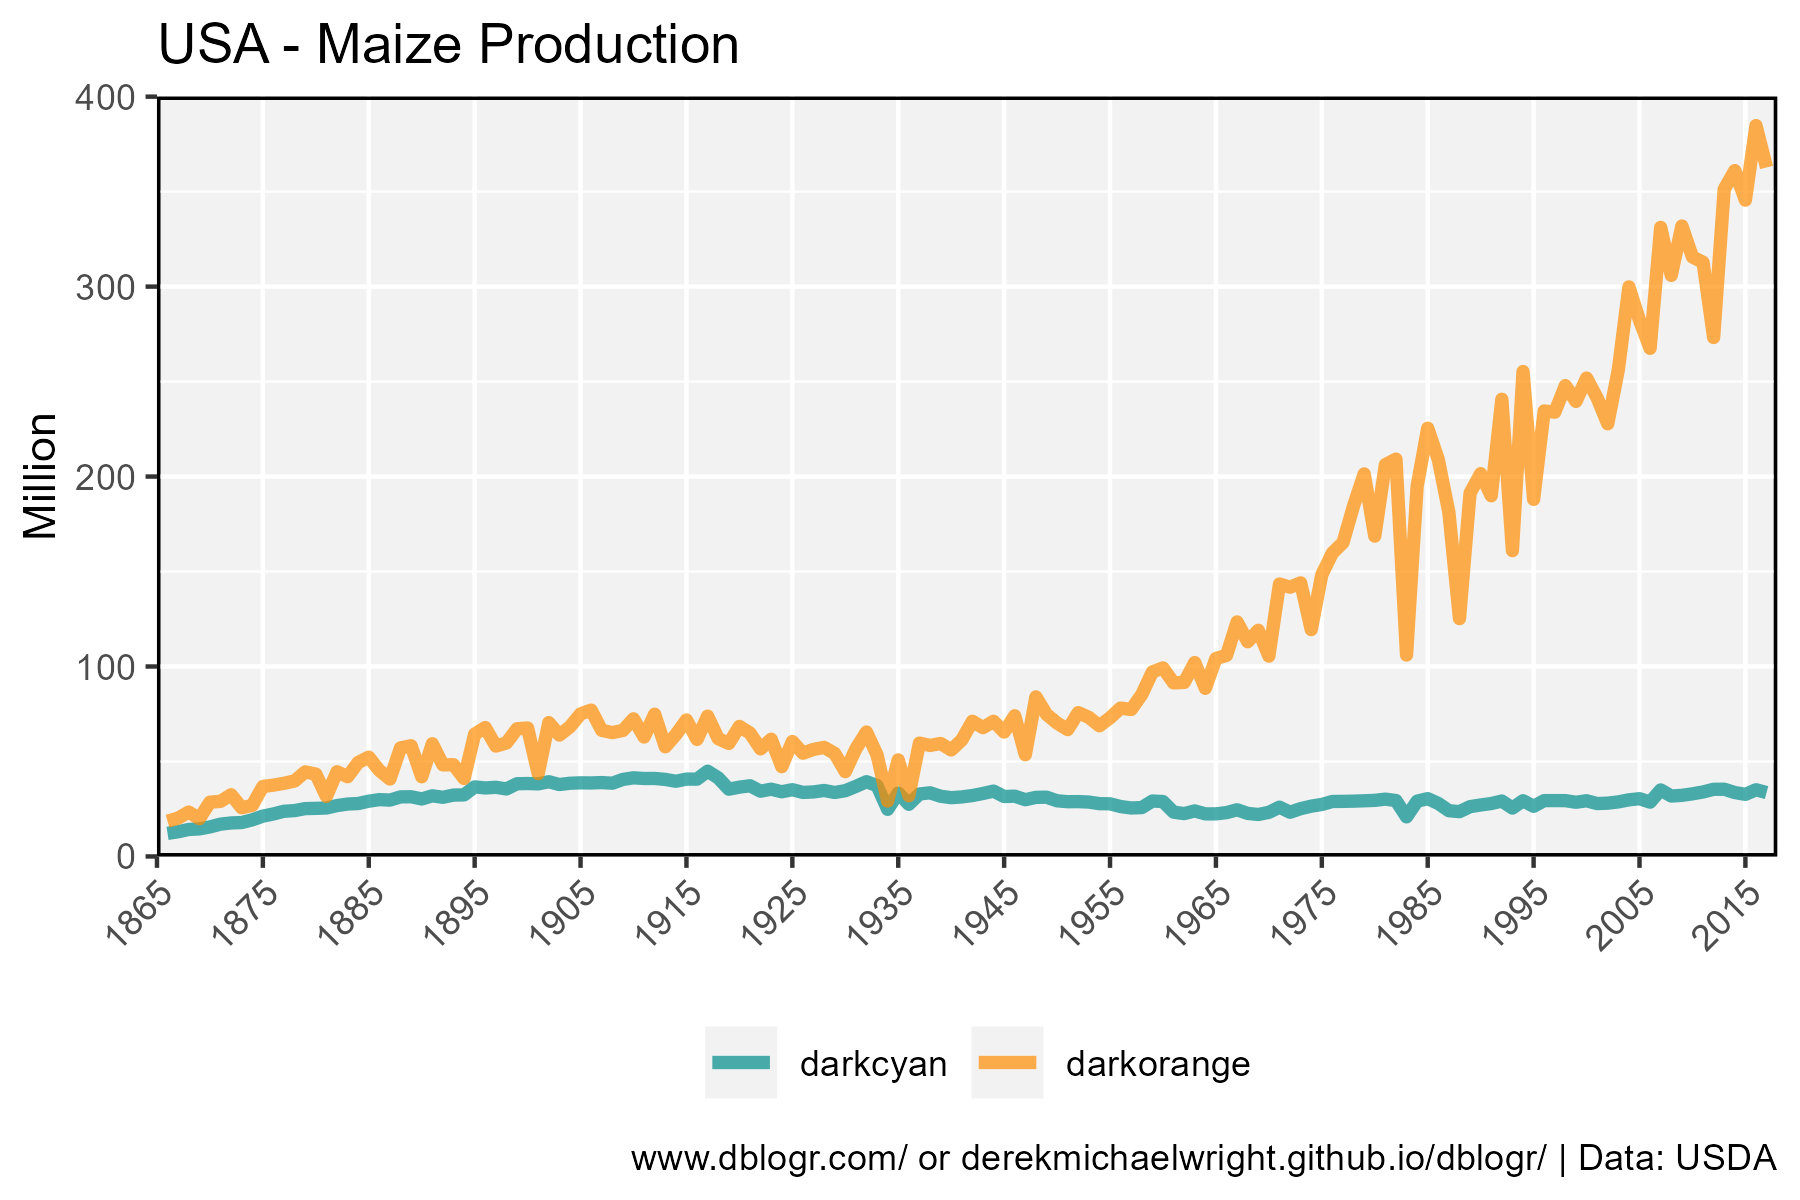 USA - Maize Production
Million
400
300
200
100
0
1865 1875 1885 1895 1905 1915 1925 1935 1945 1955 1965 1975 1985 1995 2005 2015
darkcyan darkorange
www.dblogr.com/ or derekmichaelwright.github.io/dblogr/ | Data: USDA